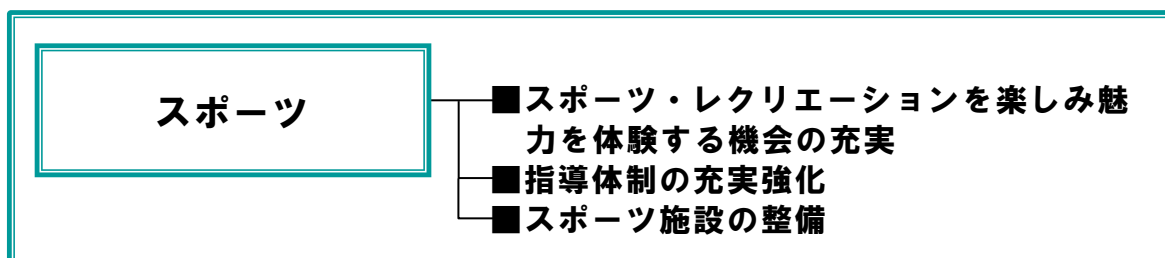 スポーツ
■スポーツ・レクリエーションを楽しみ魅
力を体験する機会の充実
■指導体制の充実強化
■スポーツ施設の整備